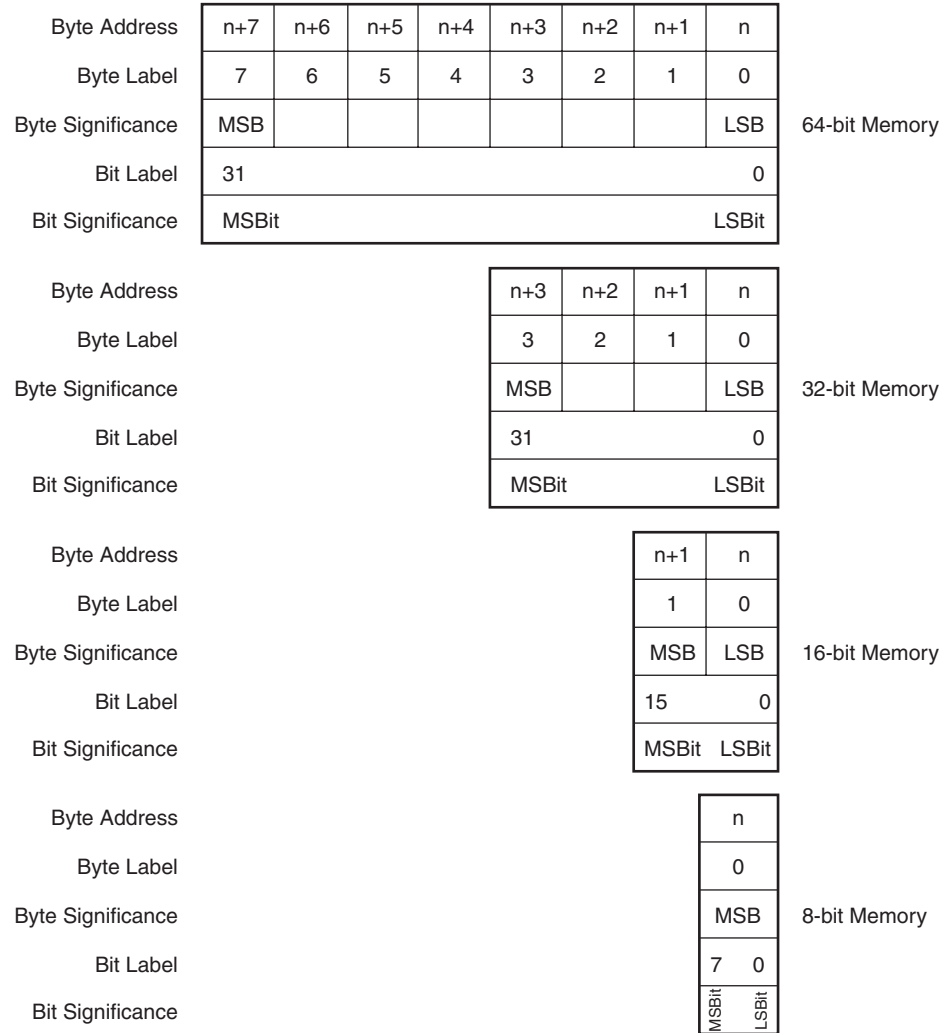 Byte Address n+7 n+6 n+5 n+4 n+3 n+2 n+1 n
Byte Label 7 6 5 4 3 2 1 0
Byte Significance MSB LSB 64-bit Memory
Bit Label 31 0
Bit Significance MSBit LSBit
Byte Address n+3 n+2 n+1 n
Byte Label 3 2 1 0
Byte Significance MSB LSB 32-bit Memory
Bit Label 31 0
Bit Significance MSBit LSBit
Byte Address n+1 n
Byte Label 1 0
Byte Significance MSB LSB 16-bit Memory
Bit Label 15 0
Bit Significance MSBit LSBit
Byte Address n
Byte Label 0
Byte Significance MSB 8-bit Memory
Bit Label 7 0
Bit Significance MSBit LSBit